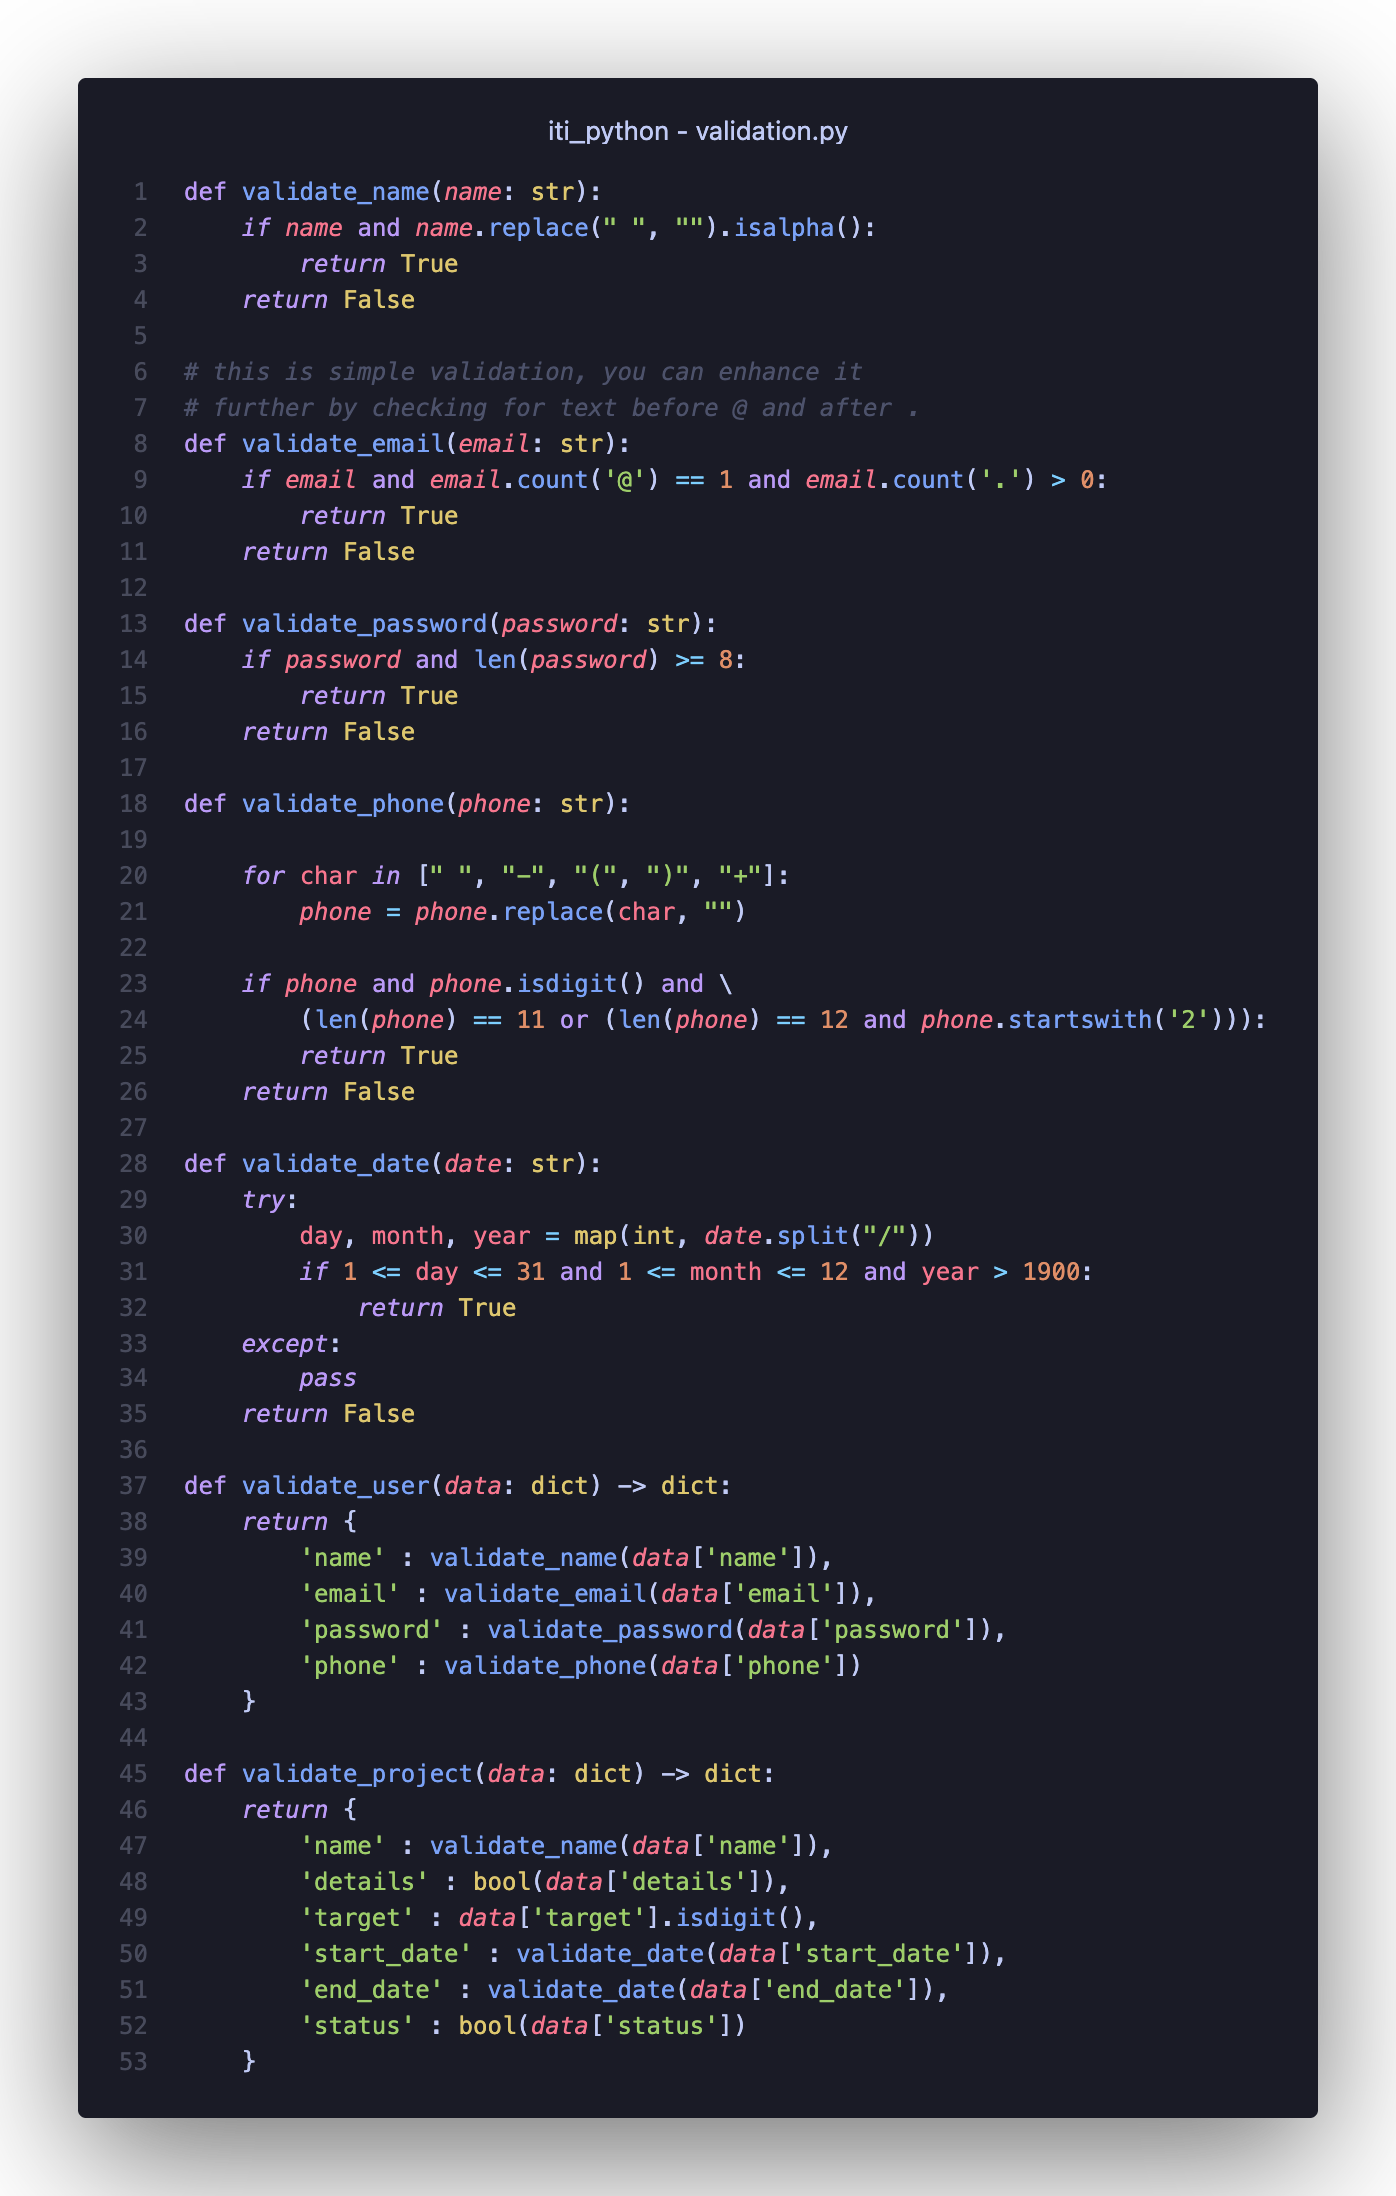 iti_python - validation.py
1 def validate_name(name: str):
2     if name and name.replace(" ", "").isalpha():
3         return True
4     return False
5
6 # this is simple validation, you can enhance it
7 # further by checking for text before @ and after .
8 def validate_email(email: str):
9     if email and email.count('@') == 1 and email.count('.') > 0:
10         return True
11     return False
12
13 def validate_password(password: str):
14     if password and len(password) >= 8:
15         return True
16     return False
17
18 def validate_phone(phone: str):
19
20     for char in [" ", "-", "(", ")", "+"]:
21         phone = phone.replace(char, "")
22
23     if phone and phone.isdigit() and \
24         (len(phone) == 11 or (len(phone) == 12 and phone.startswith('2'))):
25         return True
26     return False
27
28 def validate_date(date: str):
29     try:
30         day, month, year = map(int, date.split("/"))
31         if 1 <= day <= 31 and 1 <= month <= 12 and year > 1900:
32             return True
33     except:
34         pass
35     return False
36
37 def validate_user(data: dict) -> dict:
38     return {
39         'name' : validate_name(data['name']),
40         'email' : validate_email(data['email']),
41         'password' : validate_password(data['password']),
42         'phone' : validate_phone(data['phone'])
43     }
44
45 def validate_project(data: dict) -> dict:
46     return {
47         'name' : validate_name(data['name']),
48         'details' : bool(data['details']),
49         'target' : data['target'].isdigit(),
50         'start_date' : validate_date(data['start_date']),
51         'end_date' : validate_date(data['end_date']),
52         'status' : bool(data['status'])
53     }